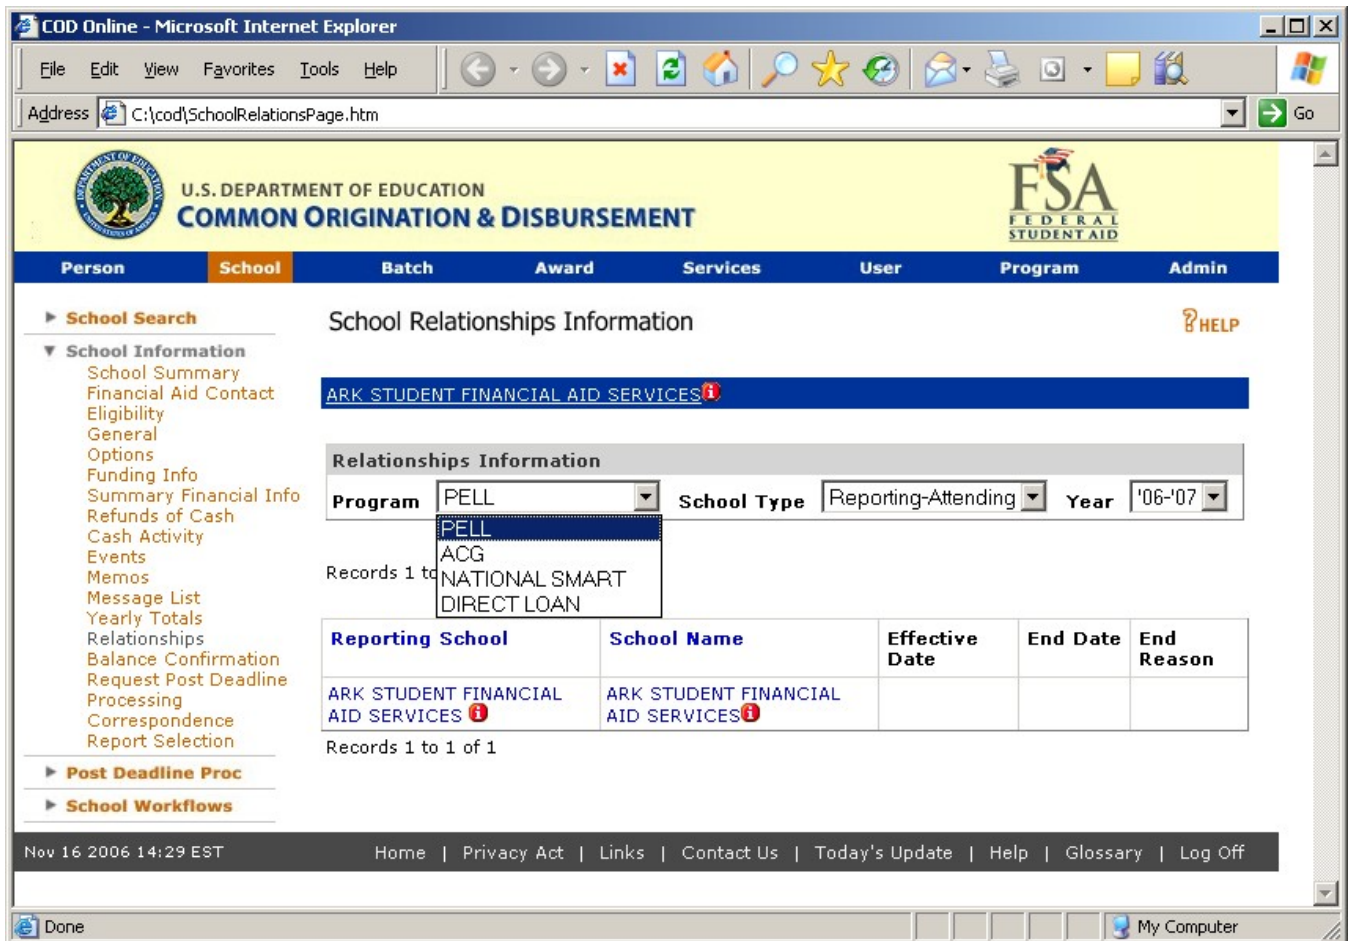 COD Online - Microsoft Internet Explorer
File Edit View Favorites Tools Help
Address C:\cod\SchoolRelationsPage.htm Go
U.S. DEPARTMENT OF EDUCATION
COMMON ORIGINATION & DISBURSEMENT
FSA
FEDERAL
STUDENT AID
Person School Batch Award Services User Program Admin
School Search
School Information
School Summary
Financial Aid Contact
Eligibility
General
Options
Funding Info
Summary Financial Info
Refunds of Cash
Cash Activity
Events
Memos
Message List
Yearly Totals
Relationships
Balance Confirmation
Request Post Deadline
Processing
Correspondence
Report Selection
Post Deadline Proc
School Workflows
School Relationships Information
HELP
ARK STUDENT FINANCIAL AID SERVICES
Relationships Information
Program PELL School Type Reporting-Attending Year '06-'07
PELL
ACG
NATIONAL SMART
DIRECT LOAN
Records 1 to
Reporting School School Name Effective Date End Date End Reason
ARK STUDENT FINANCIAL AID SERVICES ARK STUDENT FINANCIAL AID SERVICES
Records 1 to 1 of 1
Nov 16 2006 14:29 EST Home | Privacy Act | Links | Contact Us | Today's Update | Help | Glossary | Log Off
Done My Computer